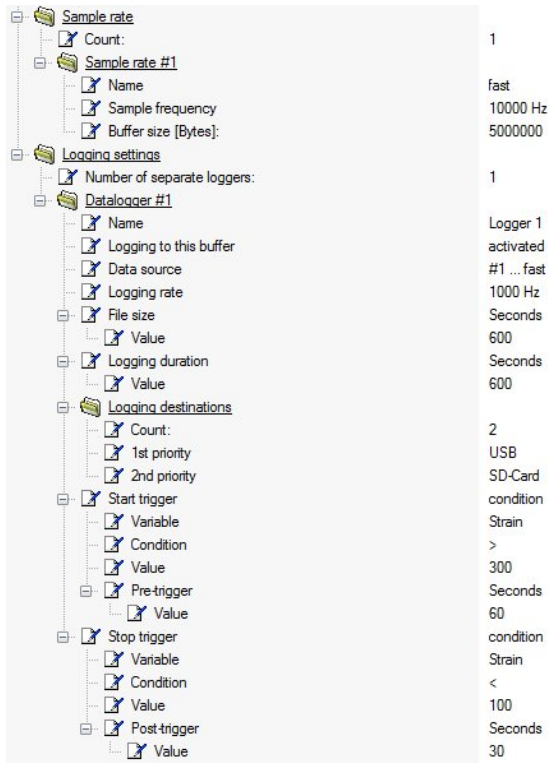 Sample rate
Count: 1
Sample rate #1
Name fast
Sample frequency 10000 Hz
Buffer size [Bytes]: 5000000
Logging settings
Number of separate loggers: 1
Datalogger #1
Name Logger 1
Logging to this buffer activated
Data source #1 ... fast
Logging rate 1000 Hz
File size Seconds
Value 600
Logging duration Seconds
Value 600
Logging destinations
Count: 2
1st priority USB
2nd priority SD-Card
Start trigger condition
Variable Strain
Condition >
Value 300
Pre-trigger Seconds
Value 60
Stop trigger condition
Variable Strain
Condition <
Value 100
Post-trigger Seconds
Value 30